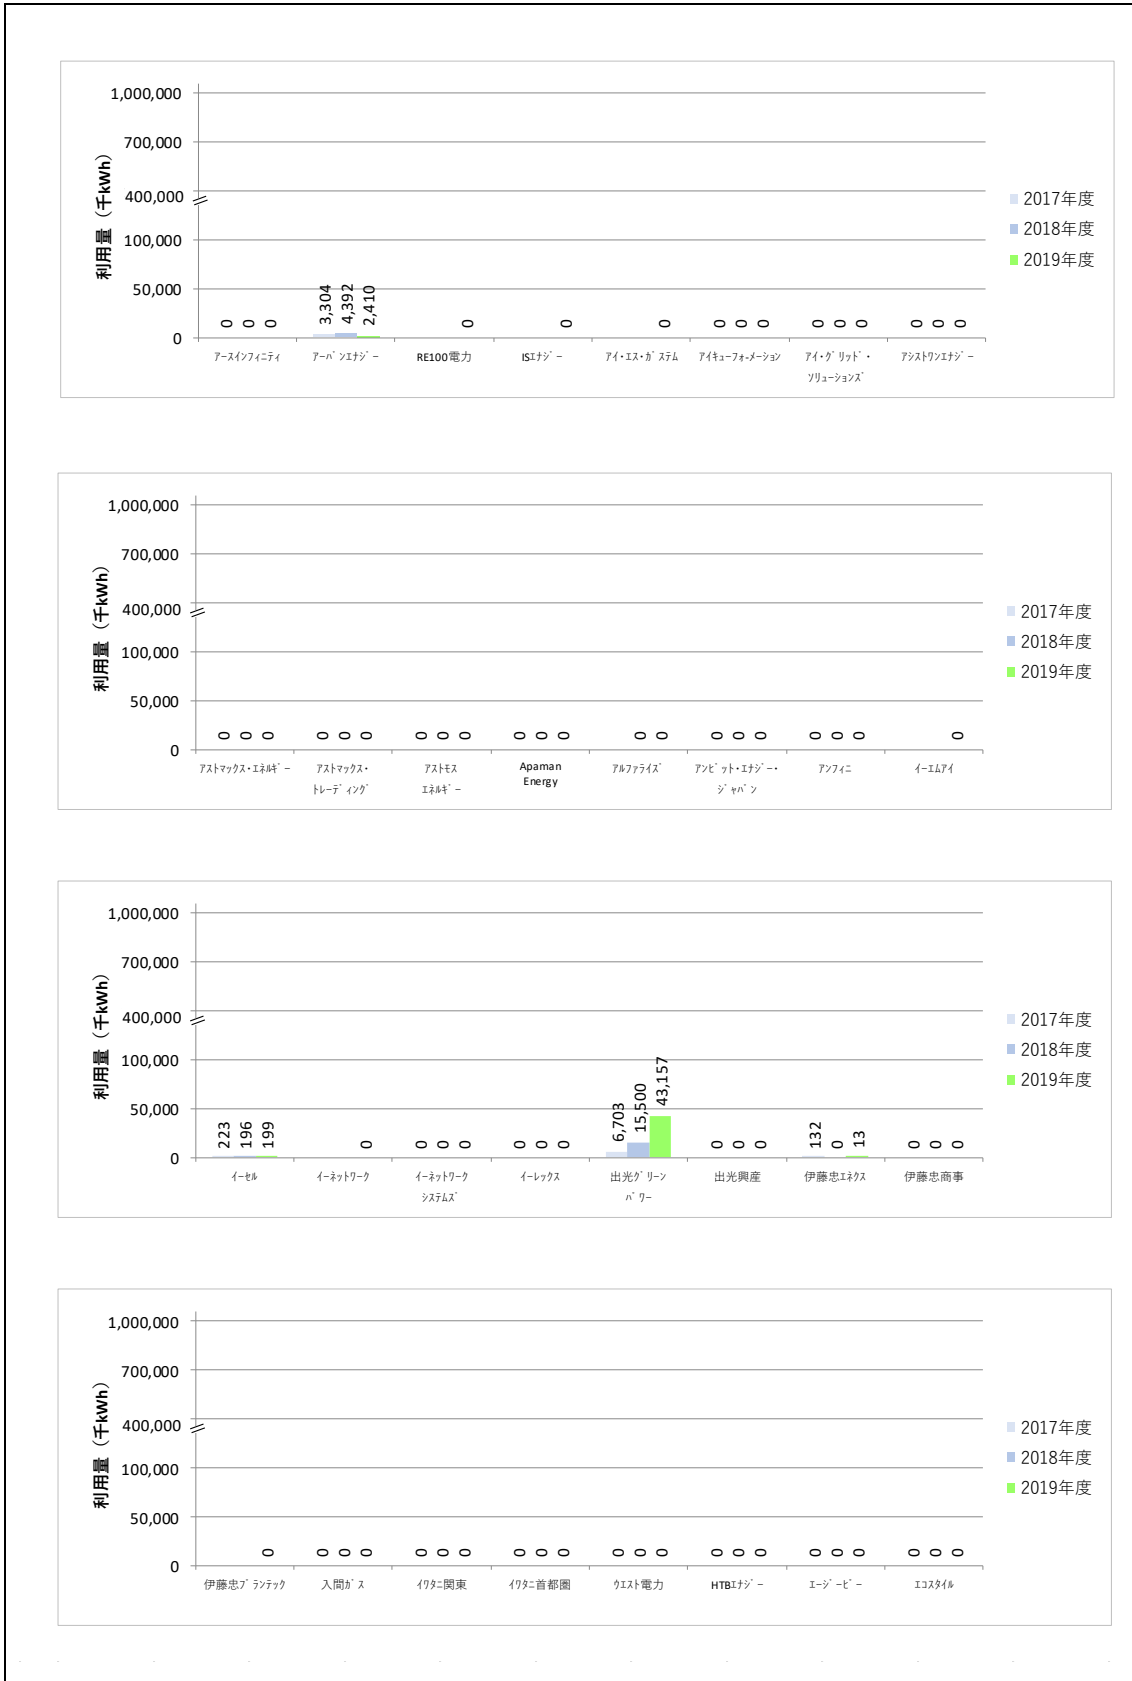 1,000,000
700,000
400,000
100,000
50,000
0
利用量（千kWh）
0 0 0 3,304 4,392 2,410 0 0 0 0 0 0 0 0 0 0 0 0
アースインフィニティ アーバンエナジー RE100電力 ISエナジー アイ・エス・ガステム アイキューフォーメーション アイ・グリッド・ソリューションズ アシストワンエナジー
2017年度
2018年度
2019年度
1,000,000
700,000
400,000
100,000
50,000
0
利用量（千kWh）
0 0 0 0 0 0 0 0 0 0 0 0 0 0 0 0 0 0 0 0 0
アストマックス・エネルギー アストマックス・トレーディング アストモスエネルギー Apaman Energy アルファライズ アンビット・エナジー・ジャパン アンフィニ イーエムアイ
2017年度
2018年度
2019年度
1,000,000
700,000
400,000
100,000
50,000
0
利用量（千kWh）
223 196 199 0 0 0 0 0 0 0 6,703 15,500 43,157 0 0 0 132 0 13 0 0 0
イーセル イーネットワーク イーネットワークシステムズ イーレックス 出光グリーンパワー 出光興産 伊藤忠エネクス 伊藤忠商事
2017年度
2018年度
2019年度
1,000,000
700,000
400,000
100,000
50,000
0
利用量（千kWh）
0 0 0 0 0 0 0 0 0 0 0 0 0 0 0 0 0 0 0 0 0 0
伊藤忠プランテック 入間ガス イワタニ関東 イワタニ首都圏 ウエスト電力 HTBエナジー エージービー エコスタイル
2017年度
2018年度
2019年度